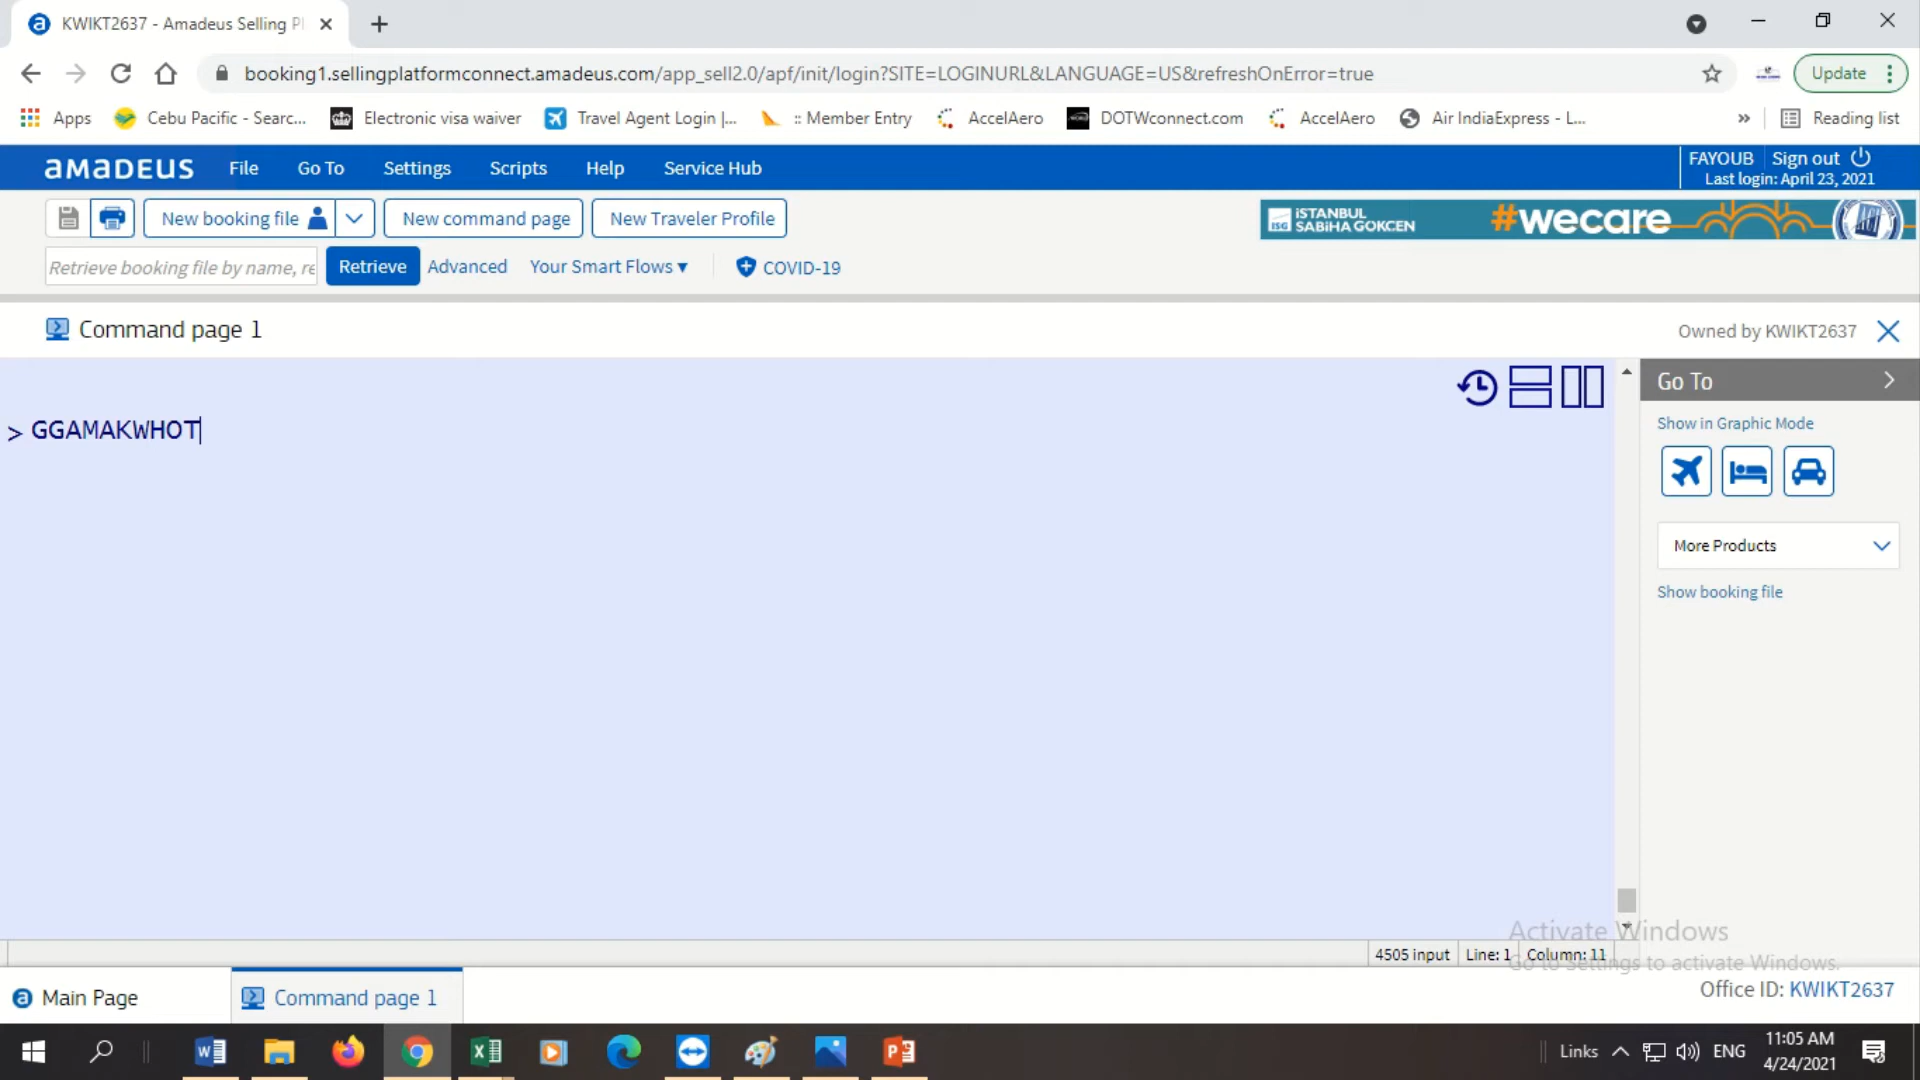 KWIKT2637 - Amadeus Selling Pl
booking1.sellingplatformconnect.amadeus.com/app_sell2.0/apf/init/login?SITE=LOGINURL&LANGUAGE=US&refreshOnError=true
Update
Apps
Cebu Pacific - Searc...
Electronic visa waiver
Travel Agent Login |...
:: Member Entry
AccelAero
DOTWconnect.com
AccelAero
Air IndiaExpress - L...
»
Reading list
aMaDEUS
File
Go To
Settings
Scripts
Help
Service Hub
FAYOUB
Sign out
Last login: April 23, 2021
New booking file
New command page
New Traveler Profile
iSTANBUL
SABiHA GOKCEN
#wecare
Retrieve booking file by name, re
Retrieve
Advanced
Your Smart Flows ▾
COVID-19
Command page 1
Owned by KWIKT2637
> GGAMAKWHOT
Go To
Show in Graphic Mode
More Products
Show booking file
4505 input
Line: 1
Column: 11
Activate Windows
Go to Settings to activate Windows.
Main Page
Command page 1
Office ID: KWIKT2637
Links
ENG
11:05 AM
4/24/2021